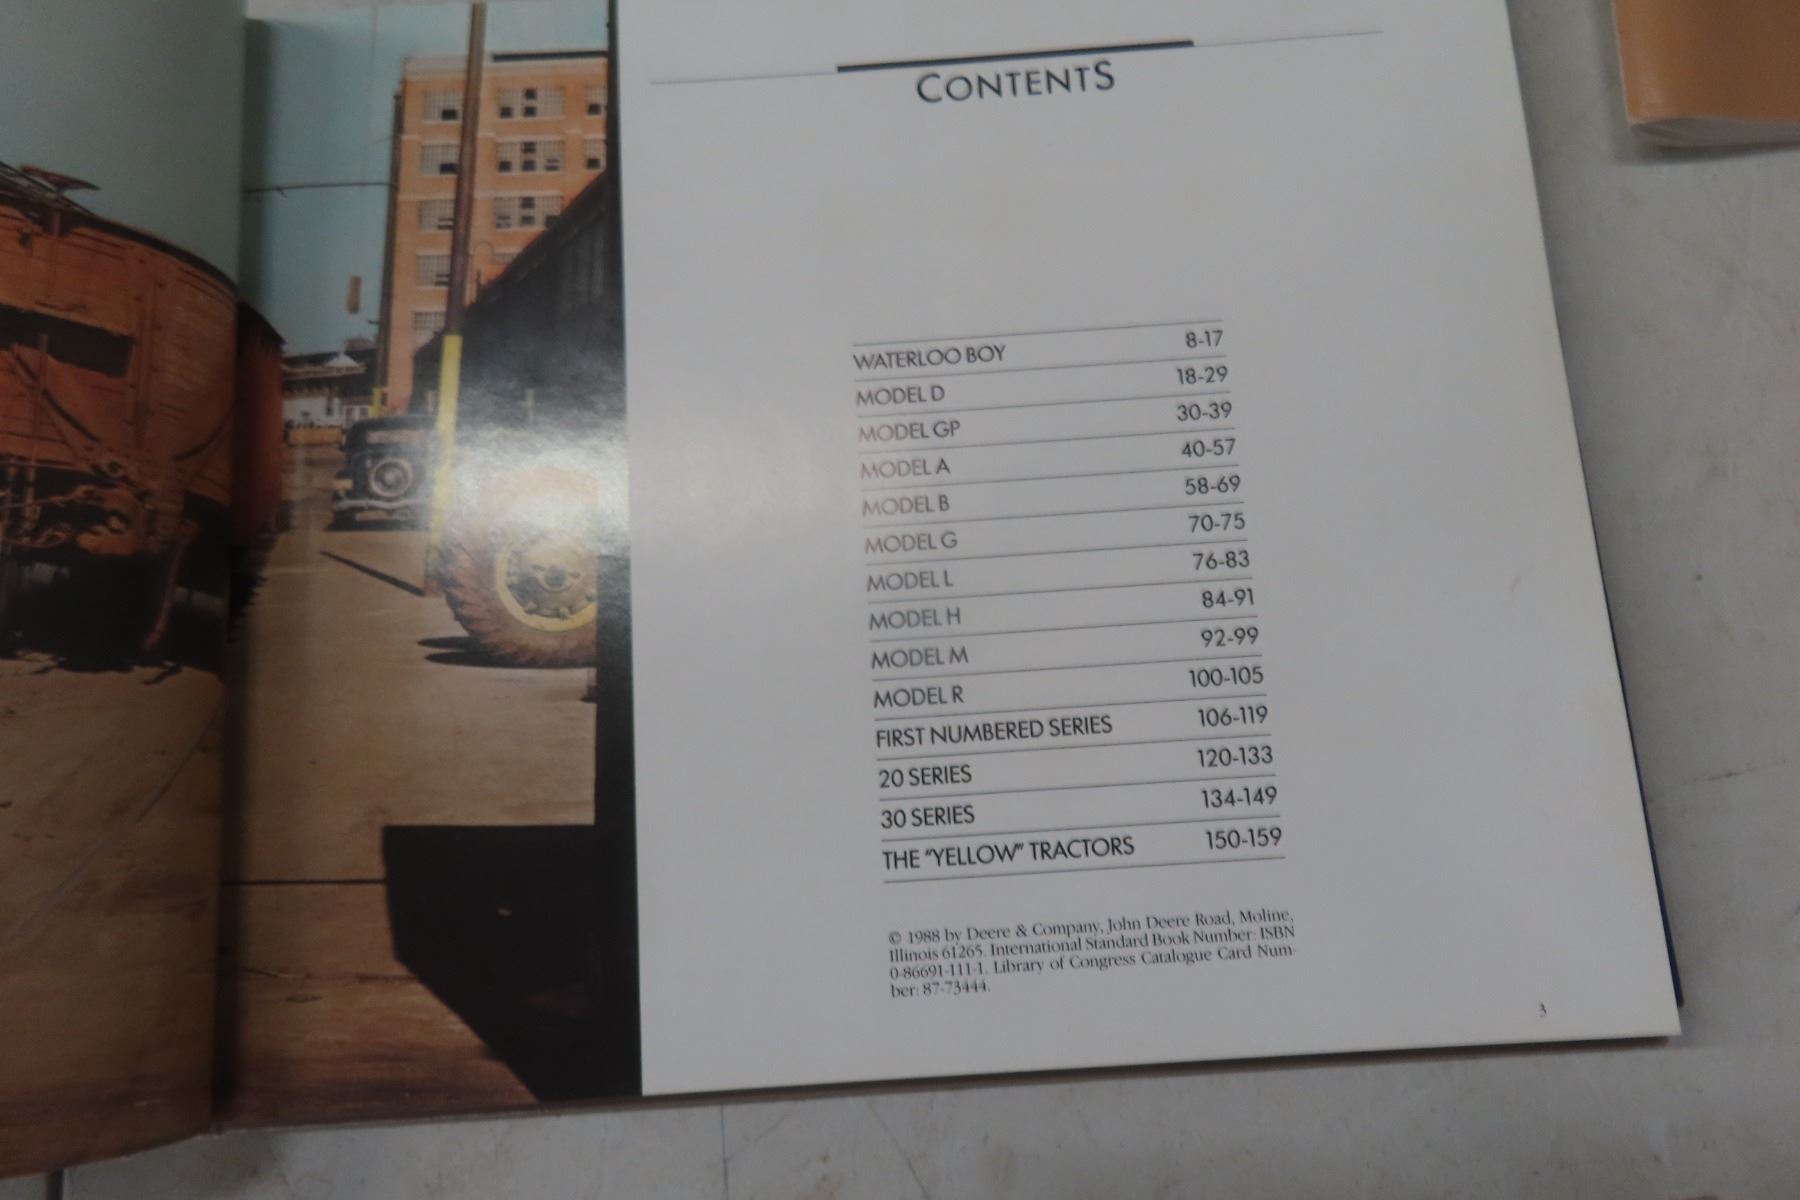 CONTENTS
WATERLOO BOY 8-17
MODEL D 18-29
MODEL GP 30-39
MODEL A 40-57
MODEL B 58-69
MODEL G 70-75
MODEL L 76-83
MODEL H 84-91
MODEL M 92-99
MODEL R 100-105
FIRST NUMBERED SERIES 106-119
20 SERIES 120-133
30 SERIES 134-149
THE "YELLOW" TRACTORS 150-159
© 1988 by Deere & Company, John Deere Road, Moline,
Illinois 61265. International Standard Book Number: ISBN
0-86691-111-1. Library of Congress Catalogue Card Num-
ber: 87-73444.
3